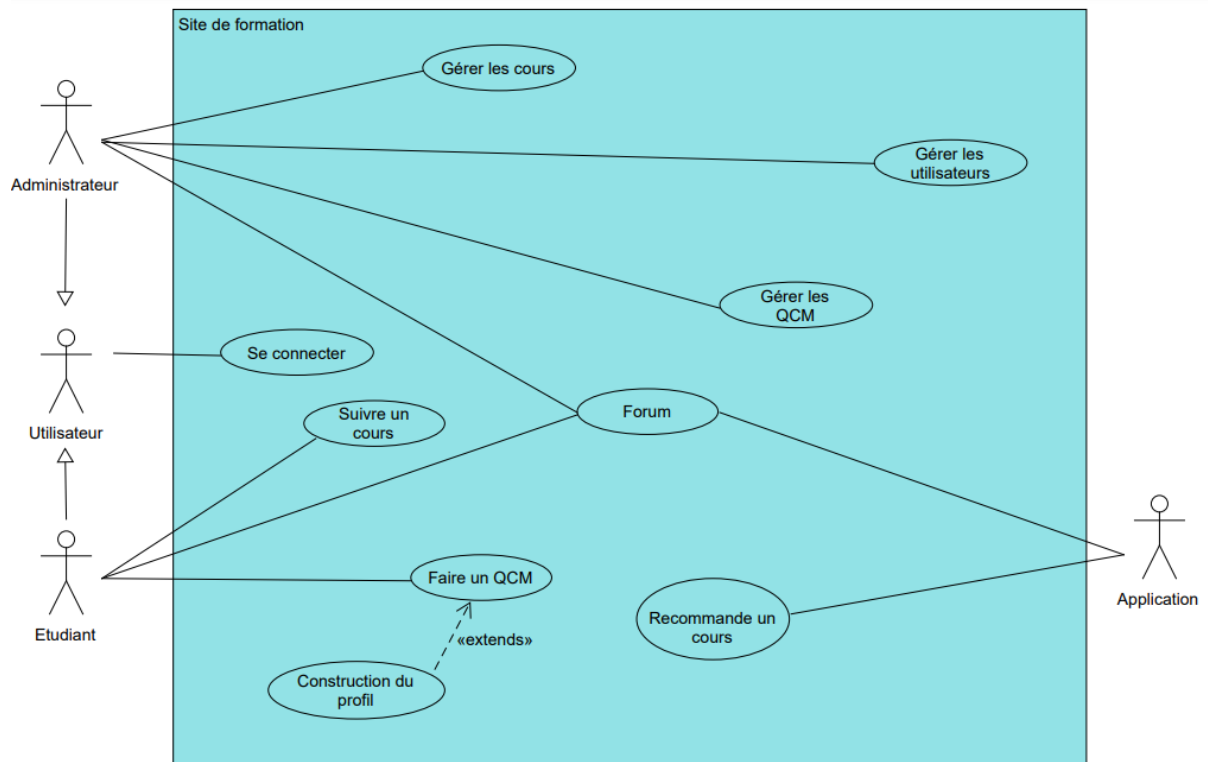 Site de formation
Gérer les cours
Administrateur
Gérer les
utilisateurs
Gérer les
QCM
Se connecter
Utilisateur
Suivre un
cours
Forum
Etudiant
Faire un QCM
«extends»
Construction du
profil
Recommande un
cours
Application